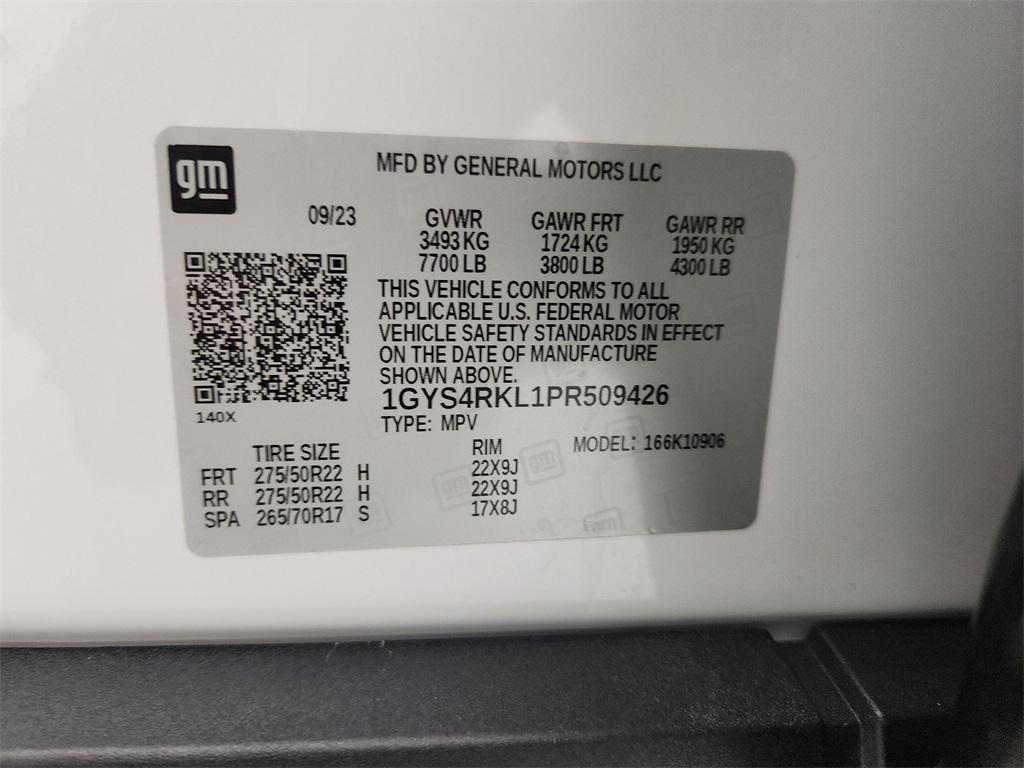 gm
MFD BY GENERAL MOTORS LLC
09/23 GVWR GAWR FRT GAWR RR
3493 KG 1724 KG 1950 KG
7700 LB 3800 LB 4300 LB
THIS VEHICLE CONFORMS TO ALL
APPLICABLE U.S. FEDERAL MOTOR
VEHICLE SAFETY STANDARDS IN EFFECT
ON THE DATE OF MANUFACTURE
SHOWN ABOVE.
1GYS4RKL1PR509426
140X
TYPE: MPV
TIRE SIZE RIM MODEL: 166K10906
FRT 275/50R22 H 22X9J
RR 275/50R22 H 22X9J
SPA 265/70R17 S 17X8J
gm
gm
gm